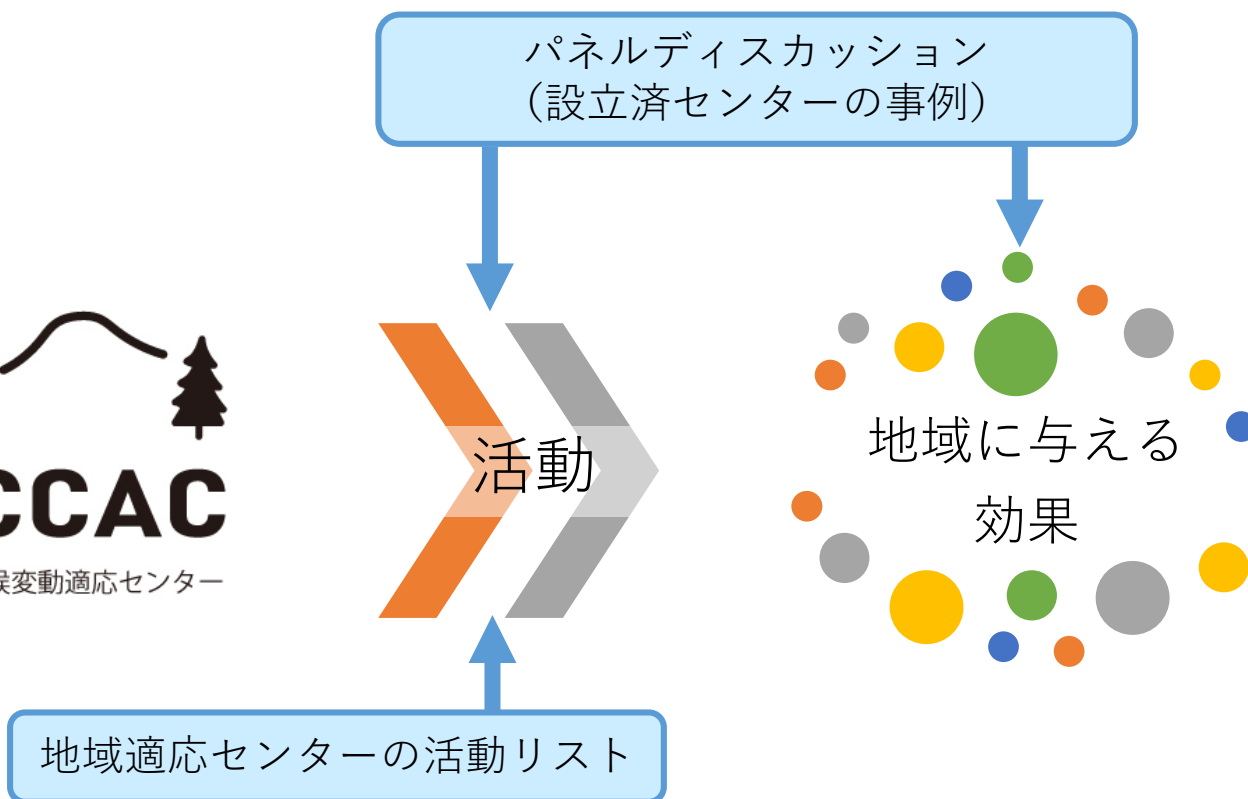 パネルディスカッション
（設立済センターの事例）
活動
地域に与える
効果
CCAC
候変動適応センター
地域適応センターの活動リスト